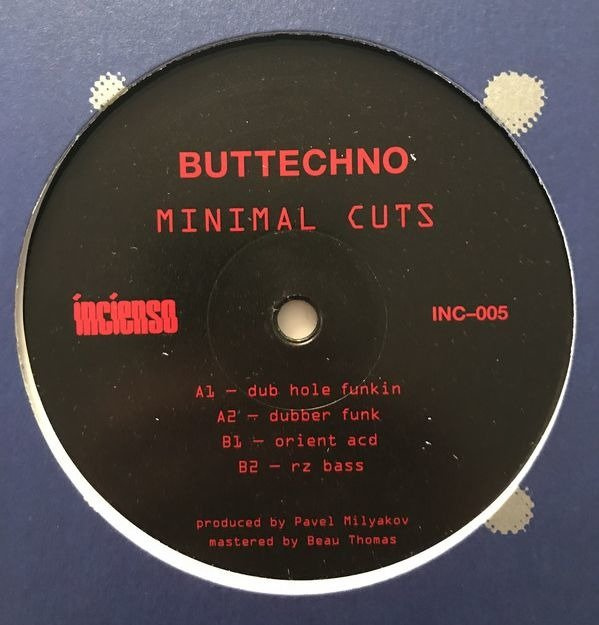 BUTTECHNO
MINIMAL CUTS
incienso
INC-005
A1 — dub hole funkin
A2 — dubber funk
B1 — orient acd
B2 — rz bass
produced by Pavel Milyakov
mastered by Beau Thomas